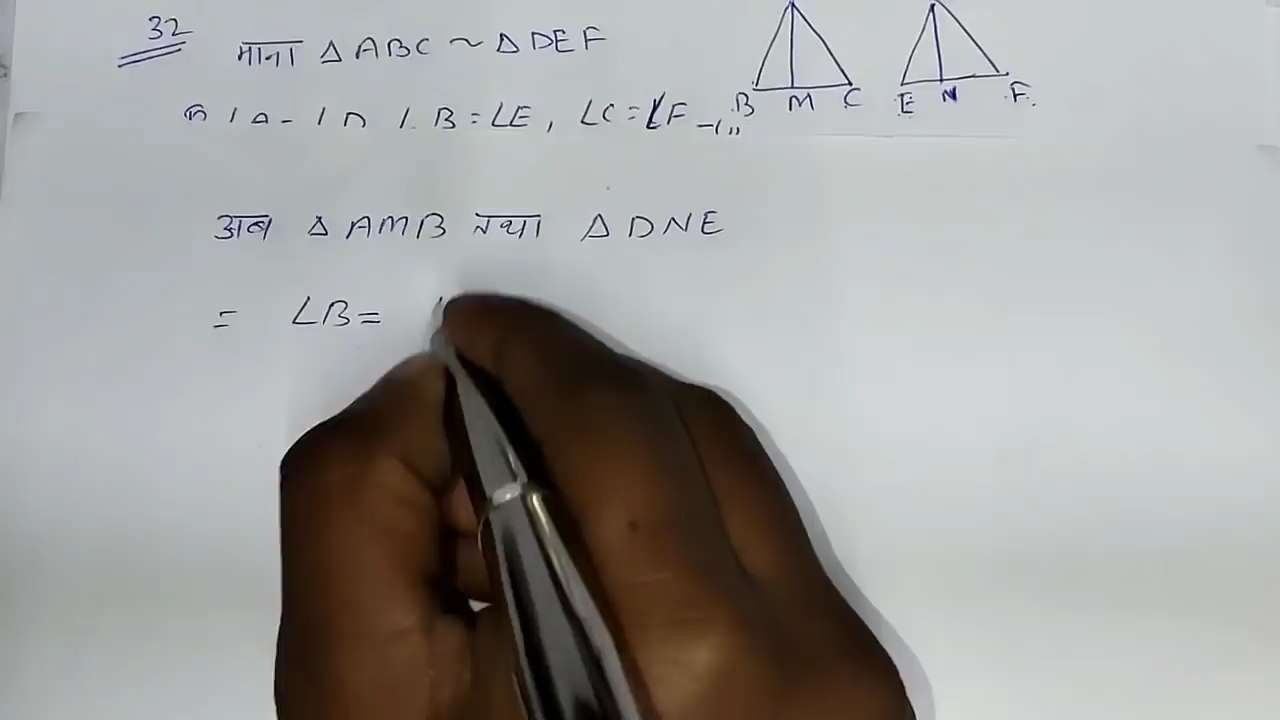 32
माना Δ ABC ~ Δ DEF
B M C E N F.
∠B = ∠E, ∠C = ∠F
अब Δ AMB तथा Δ DNE
= ∠B =